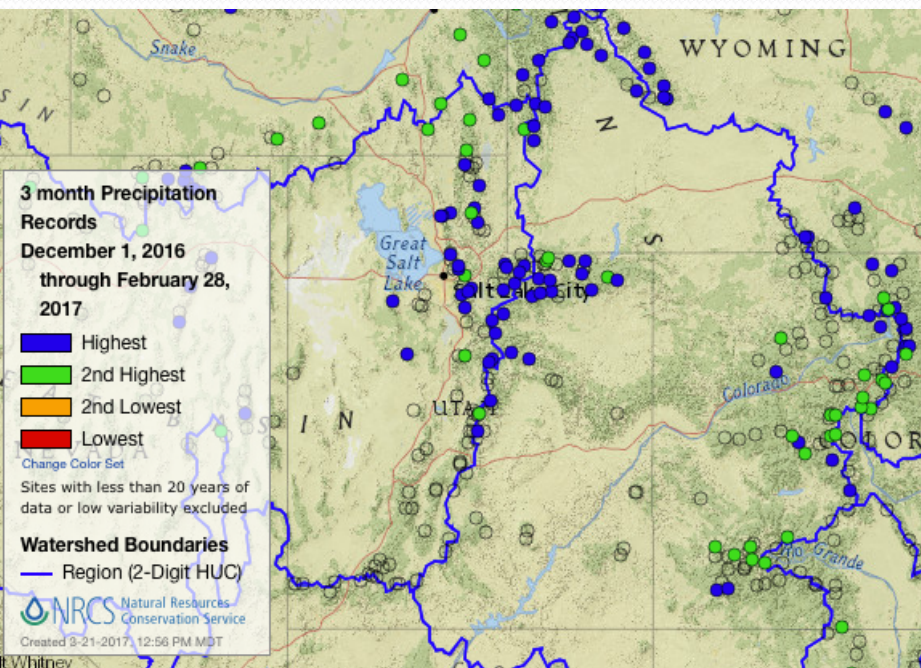 Snake
WYOMING
SIN
N
3 month Precipitation
Records
December 1, 2016
through February 28,
2017
Highest
2nd Highest
2nd Lowest
Lowest
Change Color Set
Sites with less than 20 years of
data or low variability excluded
Watershed Boundaries
Region (2-Digit HUC)
NRCS Natural Resources
Conservation Service
Created 3-21-2017, 12:56 PM MDT
Great
Salt
Lake
S
Salt Lake City
Colorado
UTAH
I N
NEVADA
COLOR
Rio Grande
Whitney